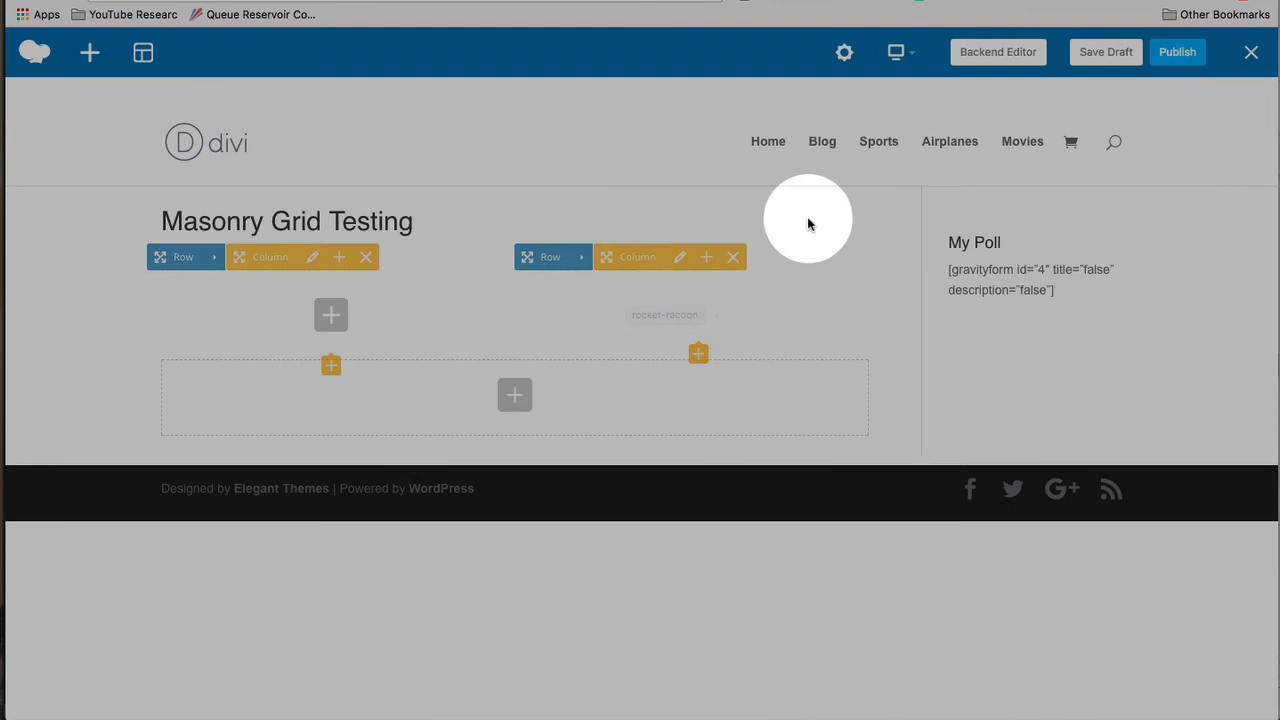 Apps YouTube Researc Queue Reservoir Co... Other Bookmarks
Backend Editor Save Draft Publish
D divi Home Blog Sports Airplanes Movies
Masonry Grid Testing
Row Column Row Column
My Poll
[gravityform id="4" title="false"
description="false"]
rocket-racoon
Designed by Elegant Themes | Powered by WordPress